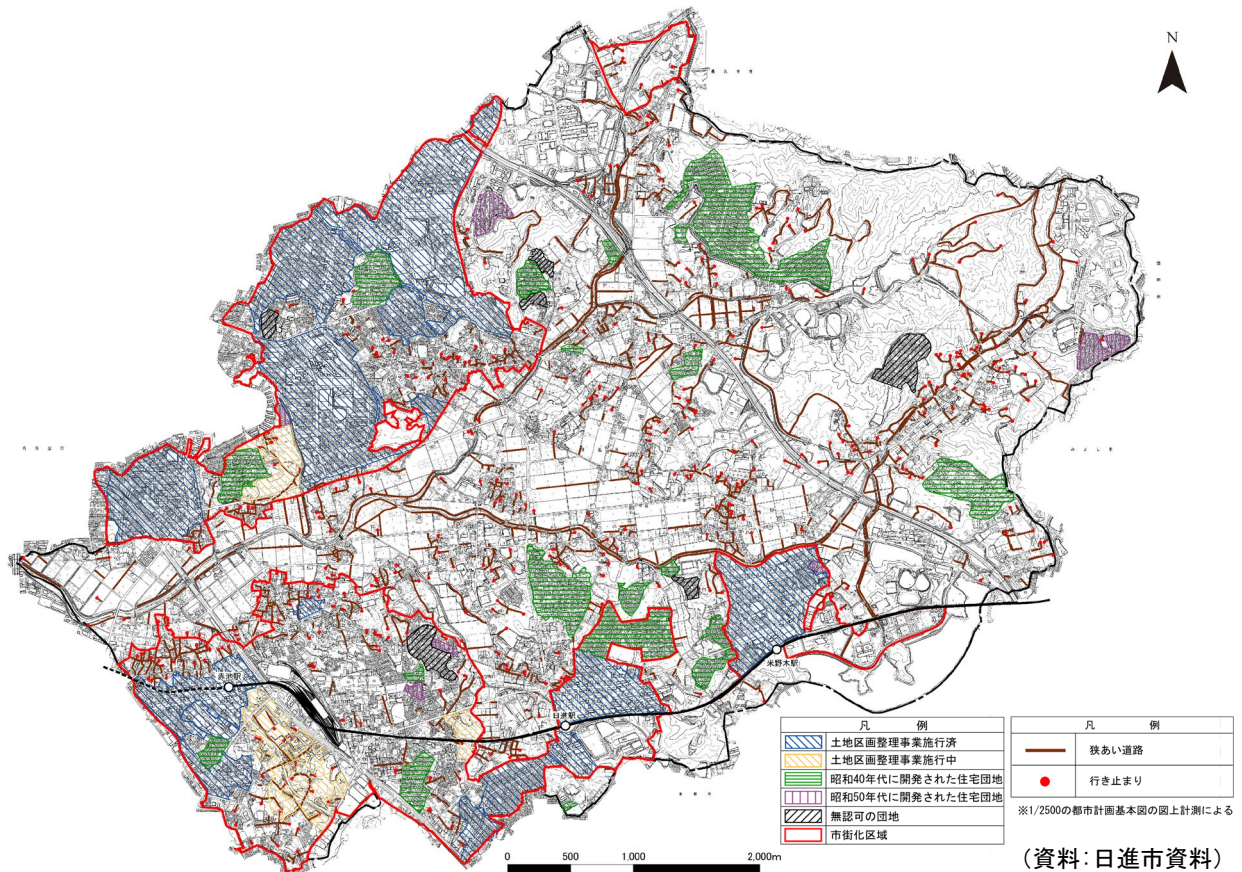 N
赤池駅
日進駅
米野木駅
凡 例
土地区画整理事業施行済
土地区画整理事業施行中
昭和40年代に開発された住宅団地
昭和50年代に開発された住宅団地
無認可の団地
市街化区域
凡 例
狭あい道路
行き止まり
※1/2500の都市計画基本図の図上計測による
0 500 1,000 2,000m
(資料:日進市資料)